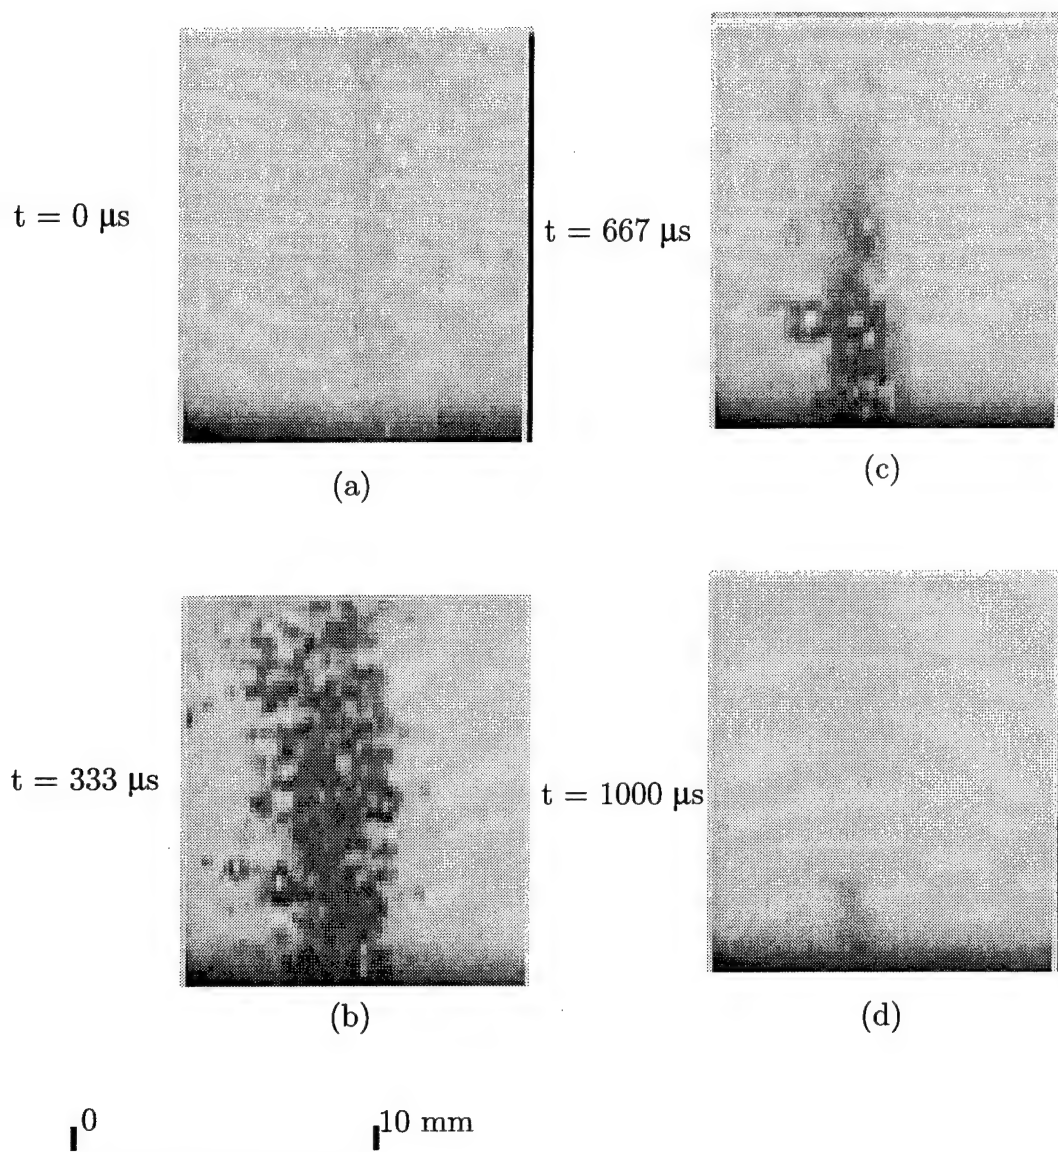 t = 0 μs
(a)
t = 667 μs
(c)
t = 333 μs
(b)
t = 1000 μs
(d)
0
10 mm